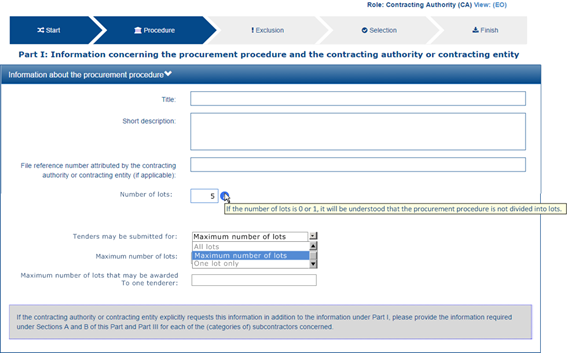 Role: Contracting Authority (CA) View: (EO)
Start Procedure Exclusion Selection Finish
Part I: Information concerning the procurement procedure and the contracting authority or contracting entity
Information about the procurement procedure
Title:
Short description:
File reference number attributed by the contracting
authority or contracting entity (if applicable):
Number of lots: 5
If the number of lots is 0 or 1, it will be understood that the procurement procedure is not divided into lots.
Tenders may be submitted for: Maximum number of lots
All lots
Maximum number of lots: Maximum number of lots
One lot only
Maximum number of lots that may be awarded
To one tenderer:
If the contracting authority or contracting entity explicitly requests this information in addition to the information under Part I. please provide the information required
under Sections A and B of this Part and Part III for each of the (categories of) subcontractors concerned.